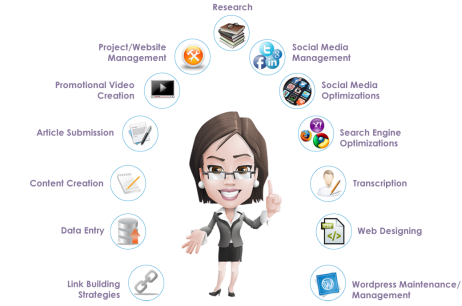 Research
Project/Website
Management
Social Media
Management
Promotional Video
Creation
Social Media
Optimizations
Article Submission
Search Engine
Optimizations
Content Creation
Transcription
Data Entry
Web Designing
Link Building
Strategies
Wordpress Maintenance/
Management